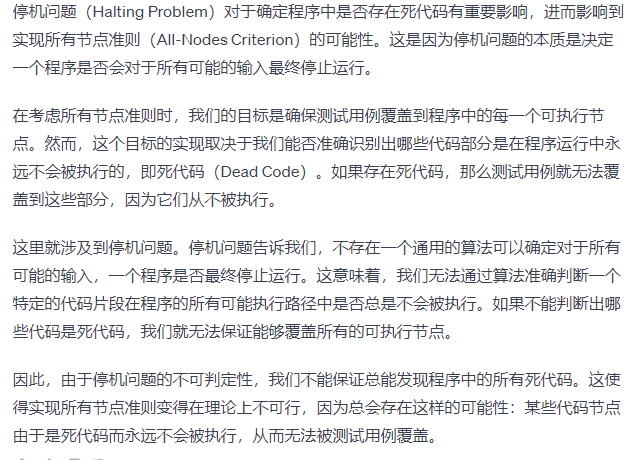 停机问题（Halting Problem）对于确定程序中是否存在死代码有重要影响，进而影响到
实现所有节点准则（All-Nodes Criterion）的可能性。这是因为停机问题的本质是决定
一个程序是否会对于所有可能的输入最终停止运行。
在考虑所有节点准则时，我们的目标是确保测试用例覆盖到程序中的每一个可执行节
点。然而，这个目标的实现取决于我们能否准确识别出哪些代码部分是在程序运行中永
远不会被执行的，即死代码（Dead Code）。如果存在死代码，那么测试用例就无法覆
盖到这些部分，因为它们从不被执行。
这里就涉及到停机问题。停机问题告诉我们，不存在一个通用的算法可以确定对于所有
可能的输入，一个程序是否最终停止运行。这意味着，我们无法通过算法准确判断一个
特定的代码片段在程序的所有可能执行路径中是否总是不会被执行。如果不能判断出哪
些代码是死代码，我们就无法保证能够覆盖所有的可执行节点。
因此，由于停机问题的不可判定性，我们不能保证总能发现程序中的所有死代码。这使
得实现所有节点准则变得在理论上不可行，因为总会存在这样的可能性：某些代码节点
由于是死代码而永远不会被执行，从而无法被测试用例覆盖。